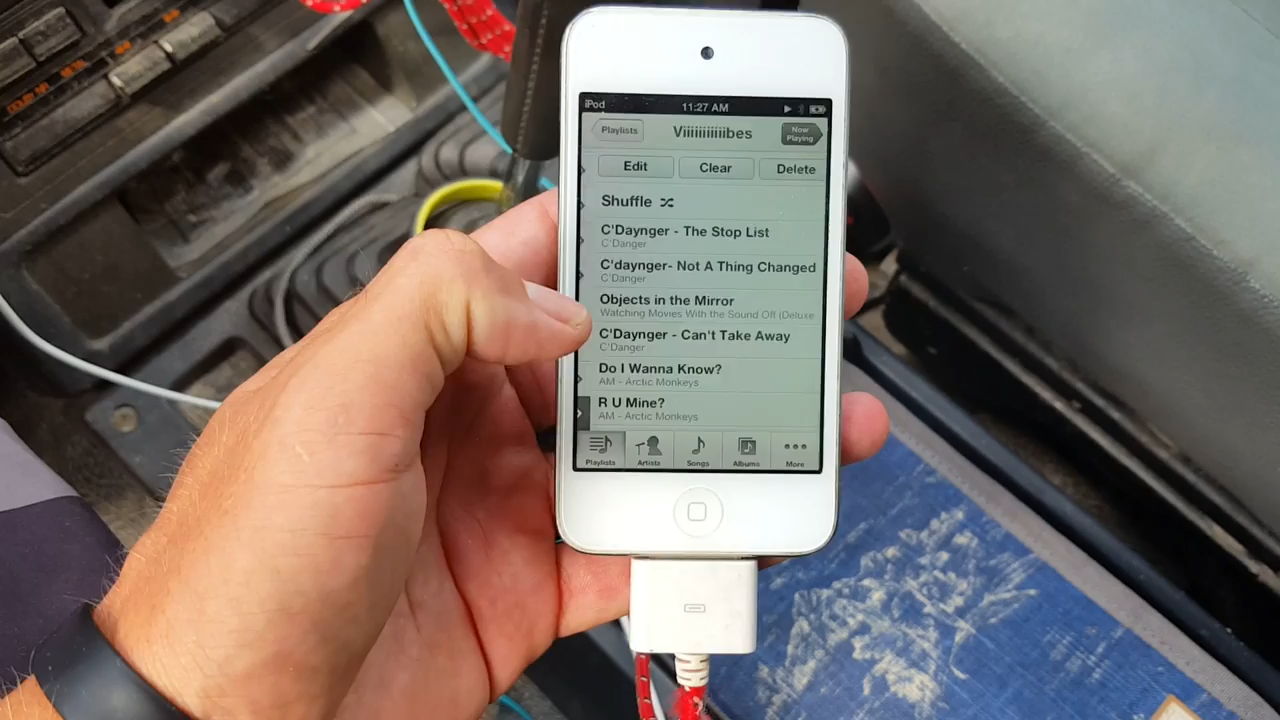 iPod
11:27 AM
Playlists
Viiiiiiiiiiibes
Now Playing
Edit
Clear
Delete
Shuffle
C'Daynger - The Stop List
C'Danger
C'daynger- Not A Thing Changed
C'Danger
Objects in the Mirror
Watching Movies With the Sound Off (Deluxe
C'Daynger - Can't Take Away
C'Danger
Do I Wanna Know?
AM - Arctic Monkeys
R U Mine?
AM - Arctic Monkeys
Playlists
Artists
Songs
Albums
More